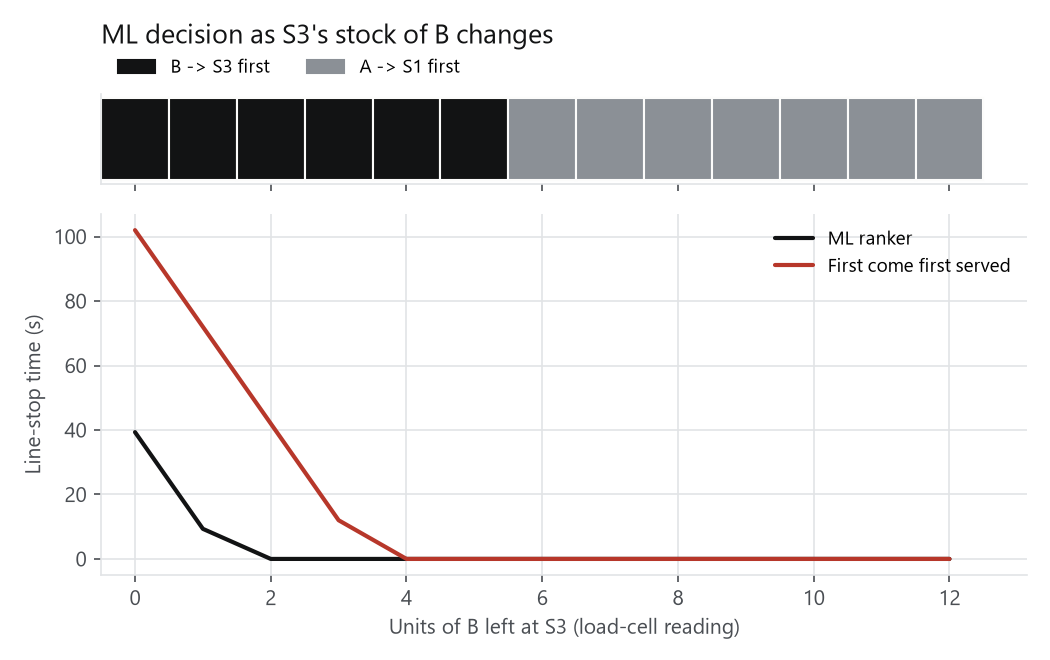 ML decision as S3's stock of B changes
B -> S3 first A -> S1 first
ML ranker
First come first served
100
80
60
40
20
0
Line-stop time (s)
0 2 4 6 8 10 12
Units of B left at S3 (load-cell reading)